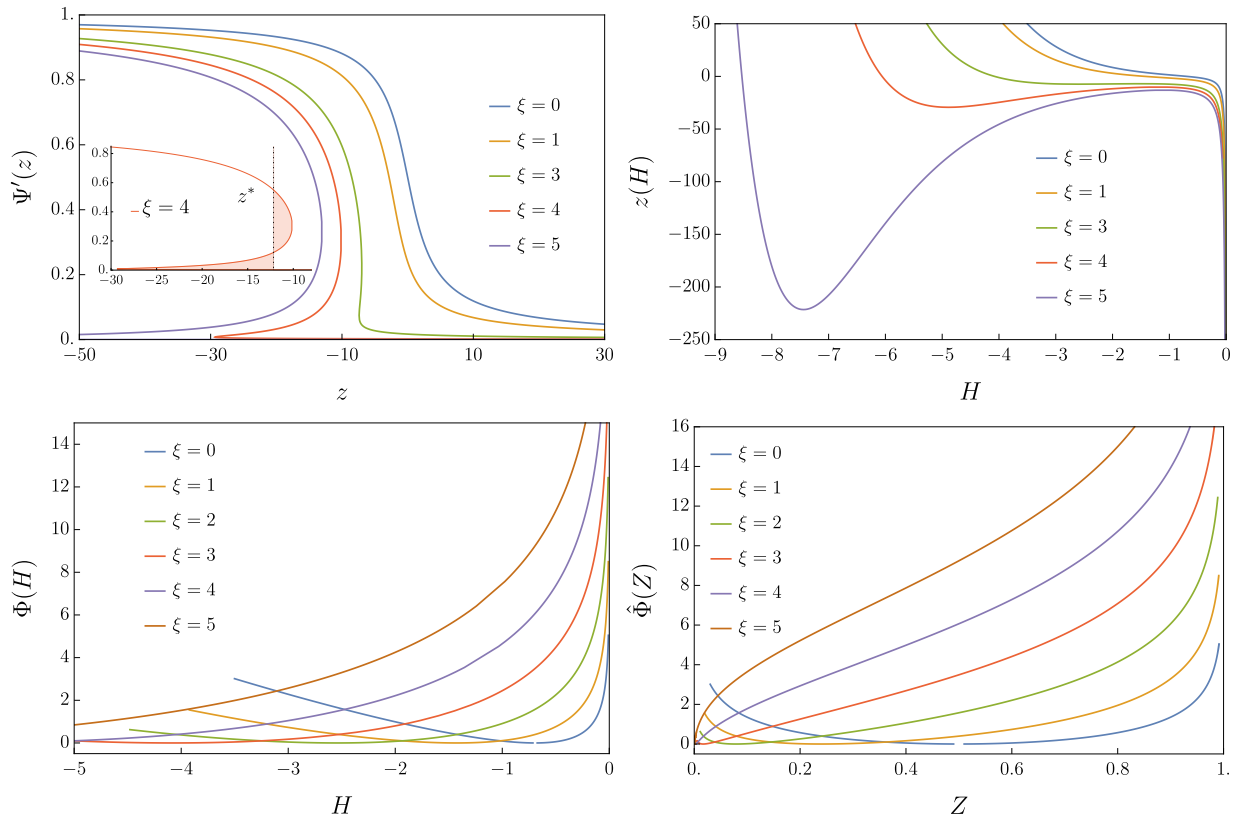 1.
0.8
0.6
0.4
0.2
0.
Ψ′(z)
−50
−30
−10
10
30
z
ξ = 0
ξ = 1
ξ = 3
ξ = 4
ξ = 5
0.8
0.6
0.4
0.2
0.
z*
ξ = 4
−30
−25
−20
−15
−10
50
0
−50
−100
−150
−200
−250
z(H)
−9
−8
−7
−6
−5
−4
−3
−2
−1
0
H
ξ = 0
ξ = 1
ξ = 3
ξ = 4
ξ = 5
14
12
10
8
6
4
2
0
Φ(H)
−5
−4
−3
−2
−1
0
H
ξ = 0
ξ = 1
ξ = 2
ξ = 3
ξ = 4
ξ = 5
16
14
12
10
8
6
4
2
0
Φ̂(Z)
0.
0.2
0.4
0.6
0.8
1.
Z
ξ = 0
ξ = 1
ξ = 2
ξ = 3
ξ = 4
ξ = 5